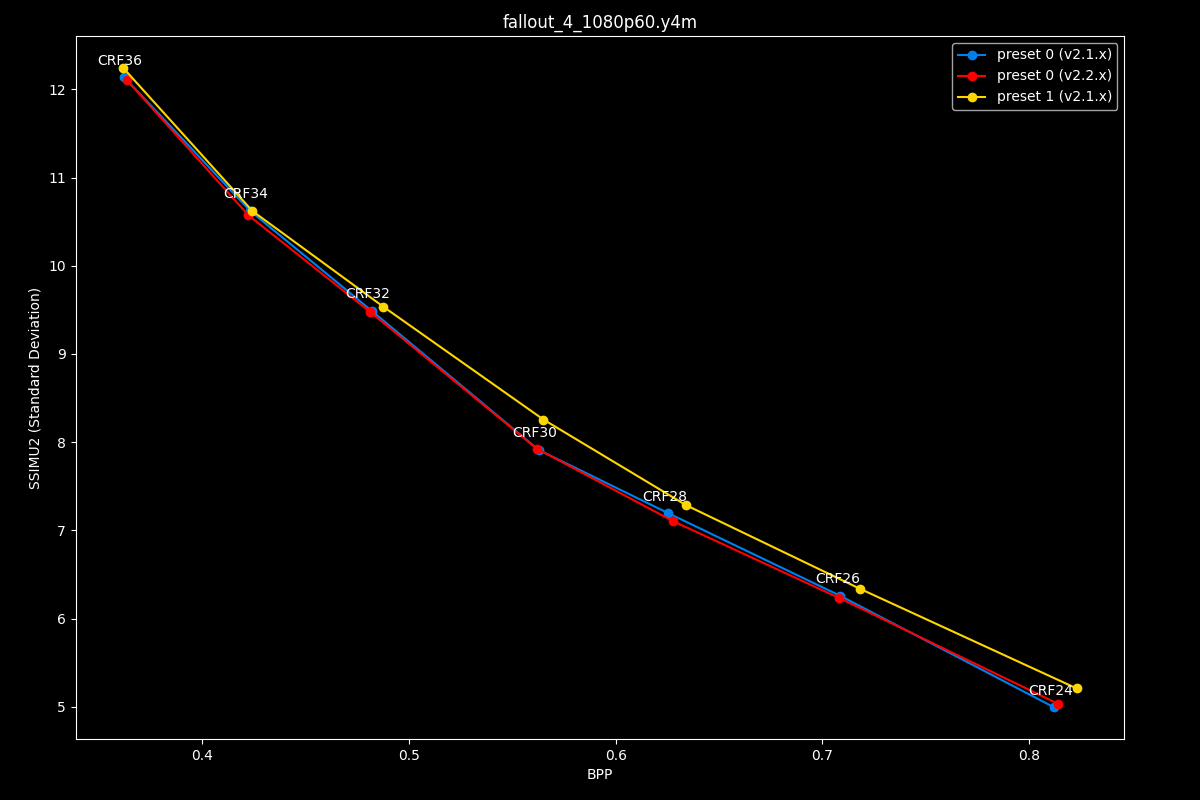 fallout_4_1080p60.y4m
preset 0 (v2.1.x)
preset 0 (v2.2.x)
preset 1 (v2.1.x)
CRF36
CRF34
CRF32
CRF30
CRF28
CRF26
CRF24
12
11
10
9
8
7
6
5
SSIMU2 (Standard Deviation)
0.4 0.5 0.6 0.7 0.8
BPP